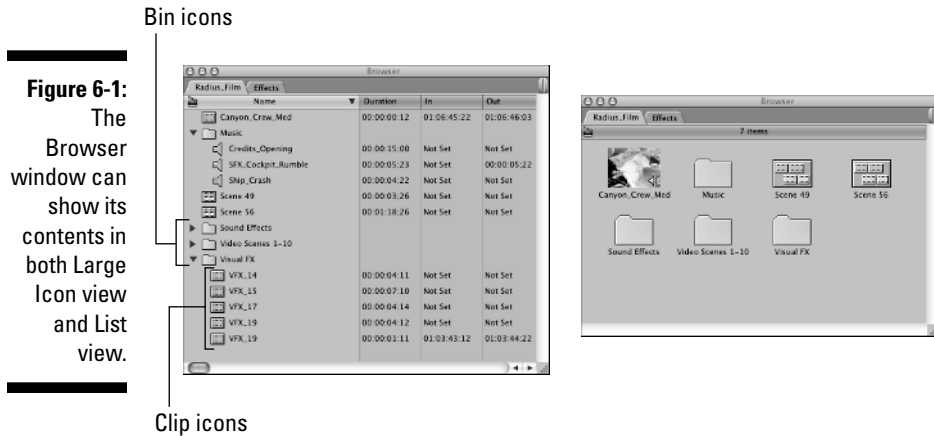 Bin icons
Figure 6-1:
The
Browser
window can
show its
contents in
both Large
Icon view
and List
view.
Browser
Radius_Film Effects
Name Duration In Out
Canyon_Crew_Med 00:00:00:12 01:06:45:22 01:06:46:03
Music
Credits_Opening 00:00:15;00 Not Set Not Set
SFX_Cockpit_Rumble 00:00:05:23 Not Set 00:00:05:22
Ship_Crash 00:00:04:22 Not Set Not Set
Scene 49 00:00:03;26 Not Set Not Set
Scene 56 00:01:18;26 Not Set Not Set
Sound Effects
Video Scenes 1-10
Visual FX
VFX_14 00:00:04:11 Not Set Not Set
VFX_15 00:00:07:10 Not Set Not Set
VFX_17 00:00:04:14 Not Set Not Set
VFX_19 00:00:04:12 Not Set Not Set
VFX_19 00:00:01:11 01:03:43:12 01:03:44:22
Clip icons
Browser
Radius_Film Effects
7 items
Canyon_Crew_Med Music Scene 49 Scene 56
Sound Effects Video Scenes 1-10 Visual FX